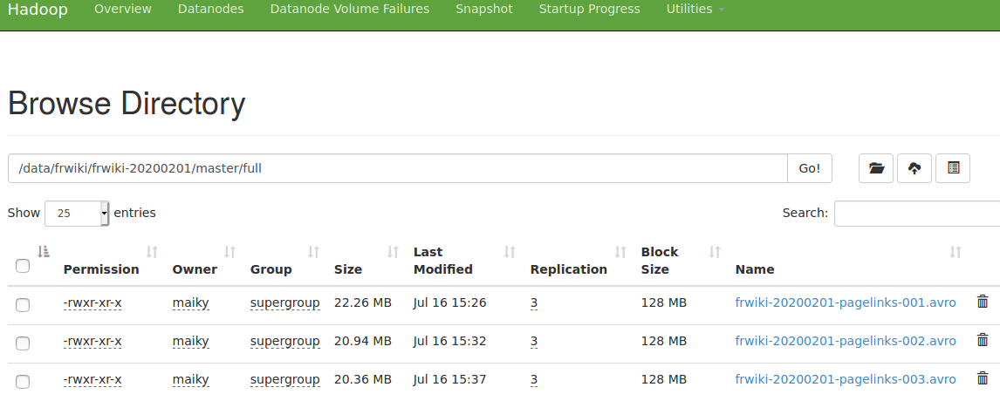 Hadoop Overview Datanodes Datanode Volume Failures Snapshot Startup Progress Utilities
Browse Directory
/data/frwiki/frwiki-20200201/master/full Go!
Show 25 entries Search:
Permission Owner Group Size Last Modified Replication Block Size Name
-rwxr-xr-x maiky supergroup 22.26 MB Jul 16 15:26 3 128 MB frwiki-20200201-pagelinks-001.avro
-rwxr-xr-x maiky supergroup 20.94 MB Jul 16 15:32 3 128 MB frwiki-20200201-pagelinks-002.avro
-rwxr-xr-x maiky supergroup 20.36 MB Jul 16 15:37 3 128 MB frwiki-20200201-pagelinks-003.avro